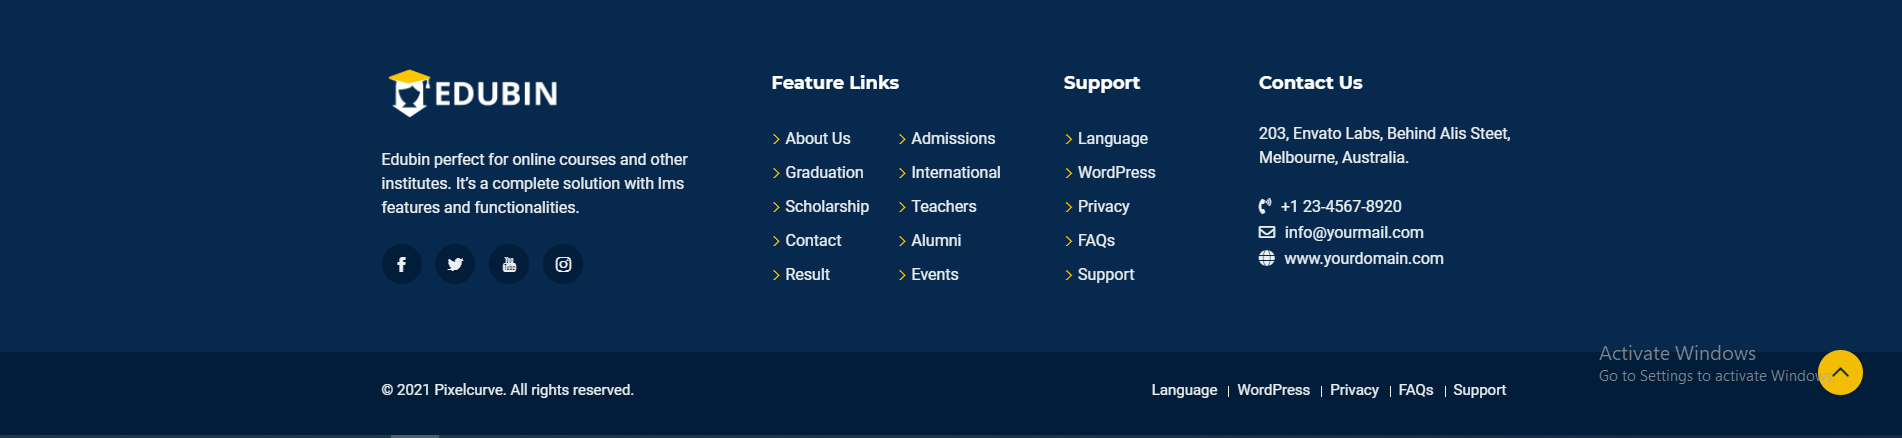 EDUBIN
Edubin perfect for online courses and other
institutes. It’s a complete solution with lms
features and functionalities.
Feature Links
About Us
Graduation
Scholarship
Contact
Result
Admissions
International
Teachers
Alumni
Events
Support
Language
WordPress
Privacy
FAQs
Support
Contact Us
203, Envato Labs, Behind Alis Steet,
Melbourne, Australia.
+1 23-4567-8920
info@yourmail.com
www.yourdomain.com
© 2021 Pixelcurve. All rights reserved.
Language | WordPress | Privacy | FAQs | Support
Activate Windows
Go to Settings to activate Windows.